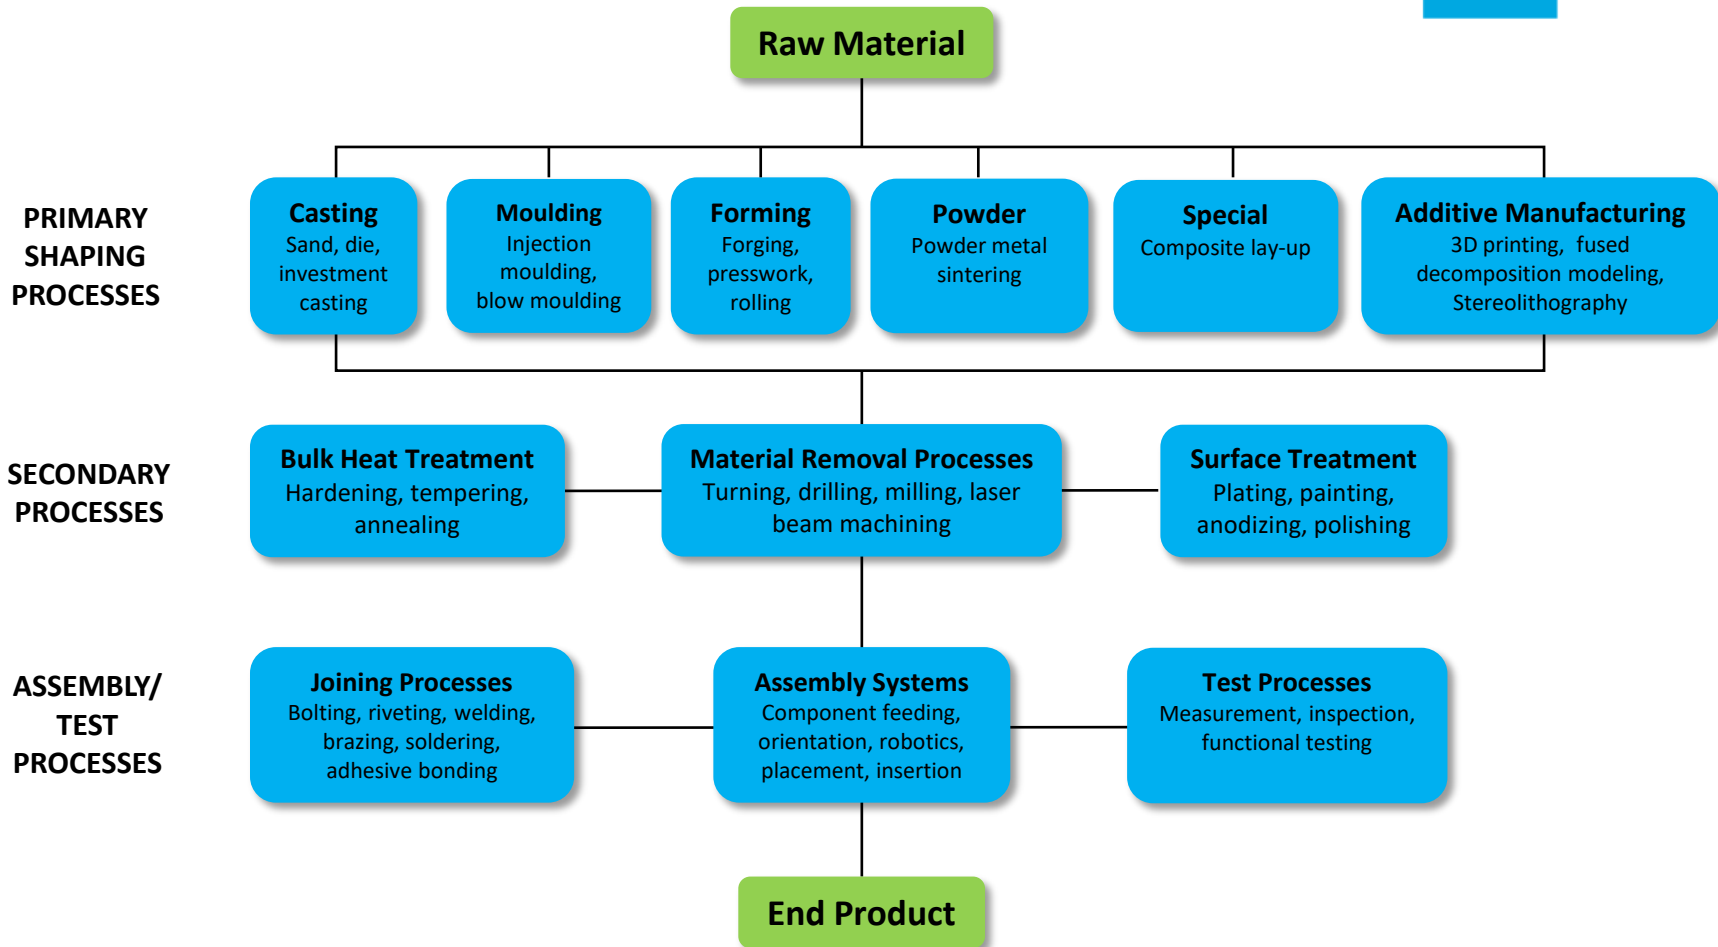 Raw Material
PRIMARY
SHAPING
PROCESSES
Casting
Sand, die,
investment
casting
Moulding
Injection
moulding,
blow moulding
Forming
Forging,
presswork,
rolling
Powder
Powder metal
sintering
Special
Composite lay-up
Additive Manufacturing
3D printing, fused
decomposition modeling,
Stereolithography
SECONDARY
PROCESSES
Bulk Heat Treatment
Hardening, tempering,
annealing
Material Removal Processes
Turning, drilling, milling, laser
beam machining
Surface Treatment
Plating, painting,
anodizing, polishing
ASSEMBLY/
TEST
PROCESSES
Joining Processes
Bolting, riveting, welding,
brazing, soldering,
adhesive bonding
Assembly Systems
Component feeding,
orientation, robotics,
placement, insertion
Test Processes
Measurement, inspection,
functional testing
End Product